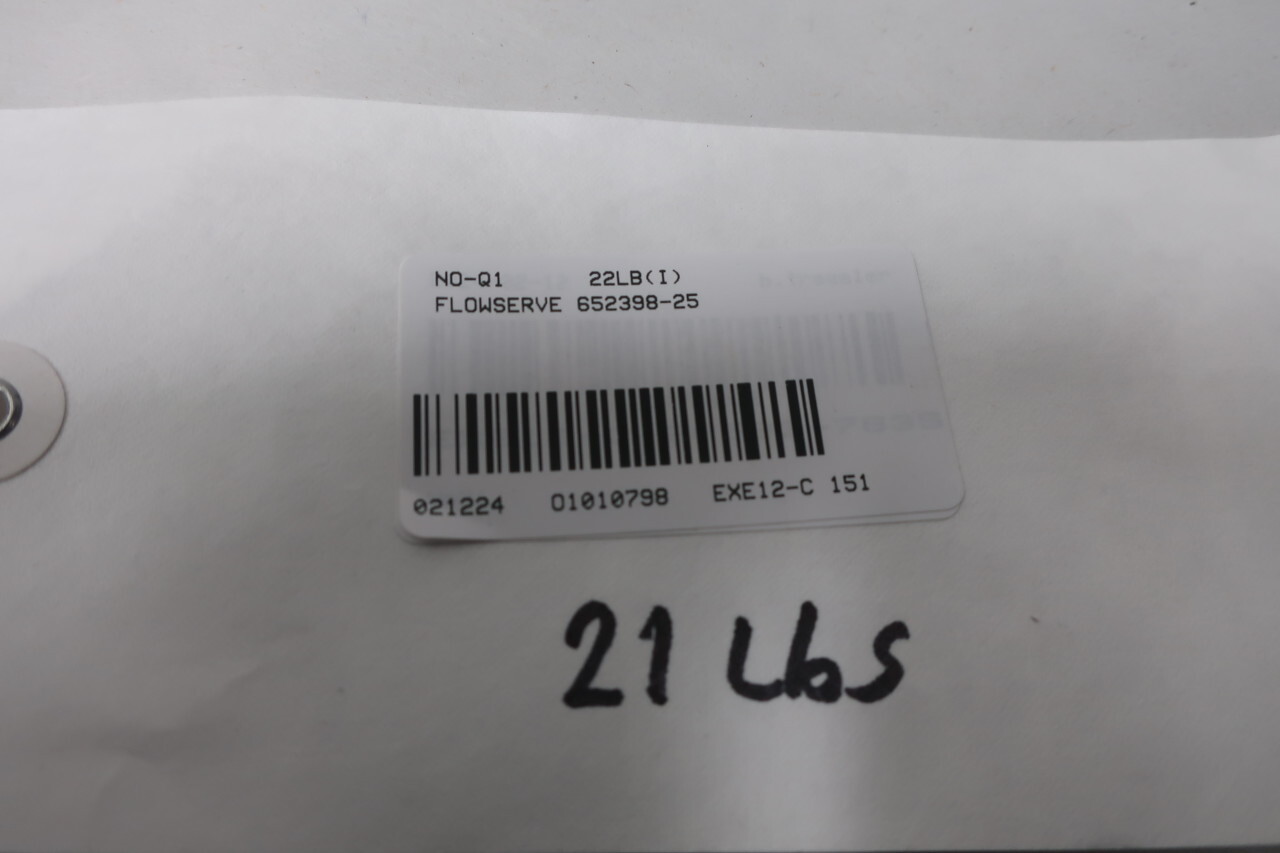 NO-Q1 22LB(I)
FLOWSERVE 652398-25
021224 01010798 EXE12-C 151
21 Lbs